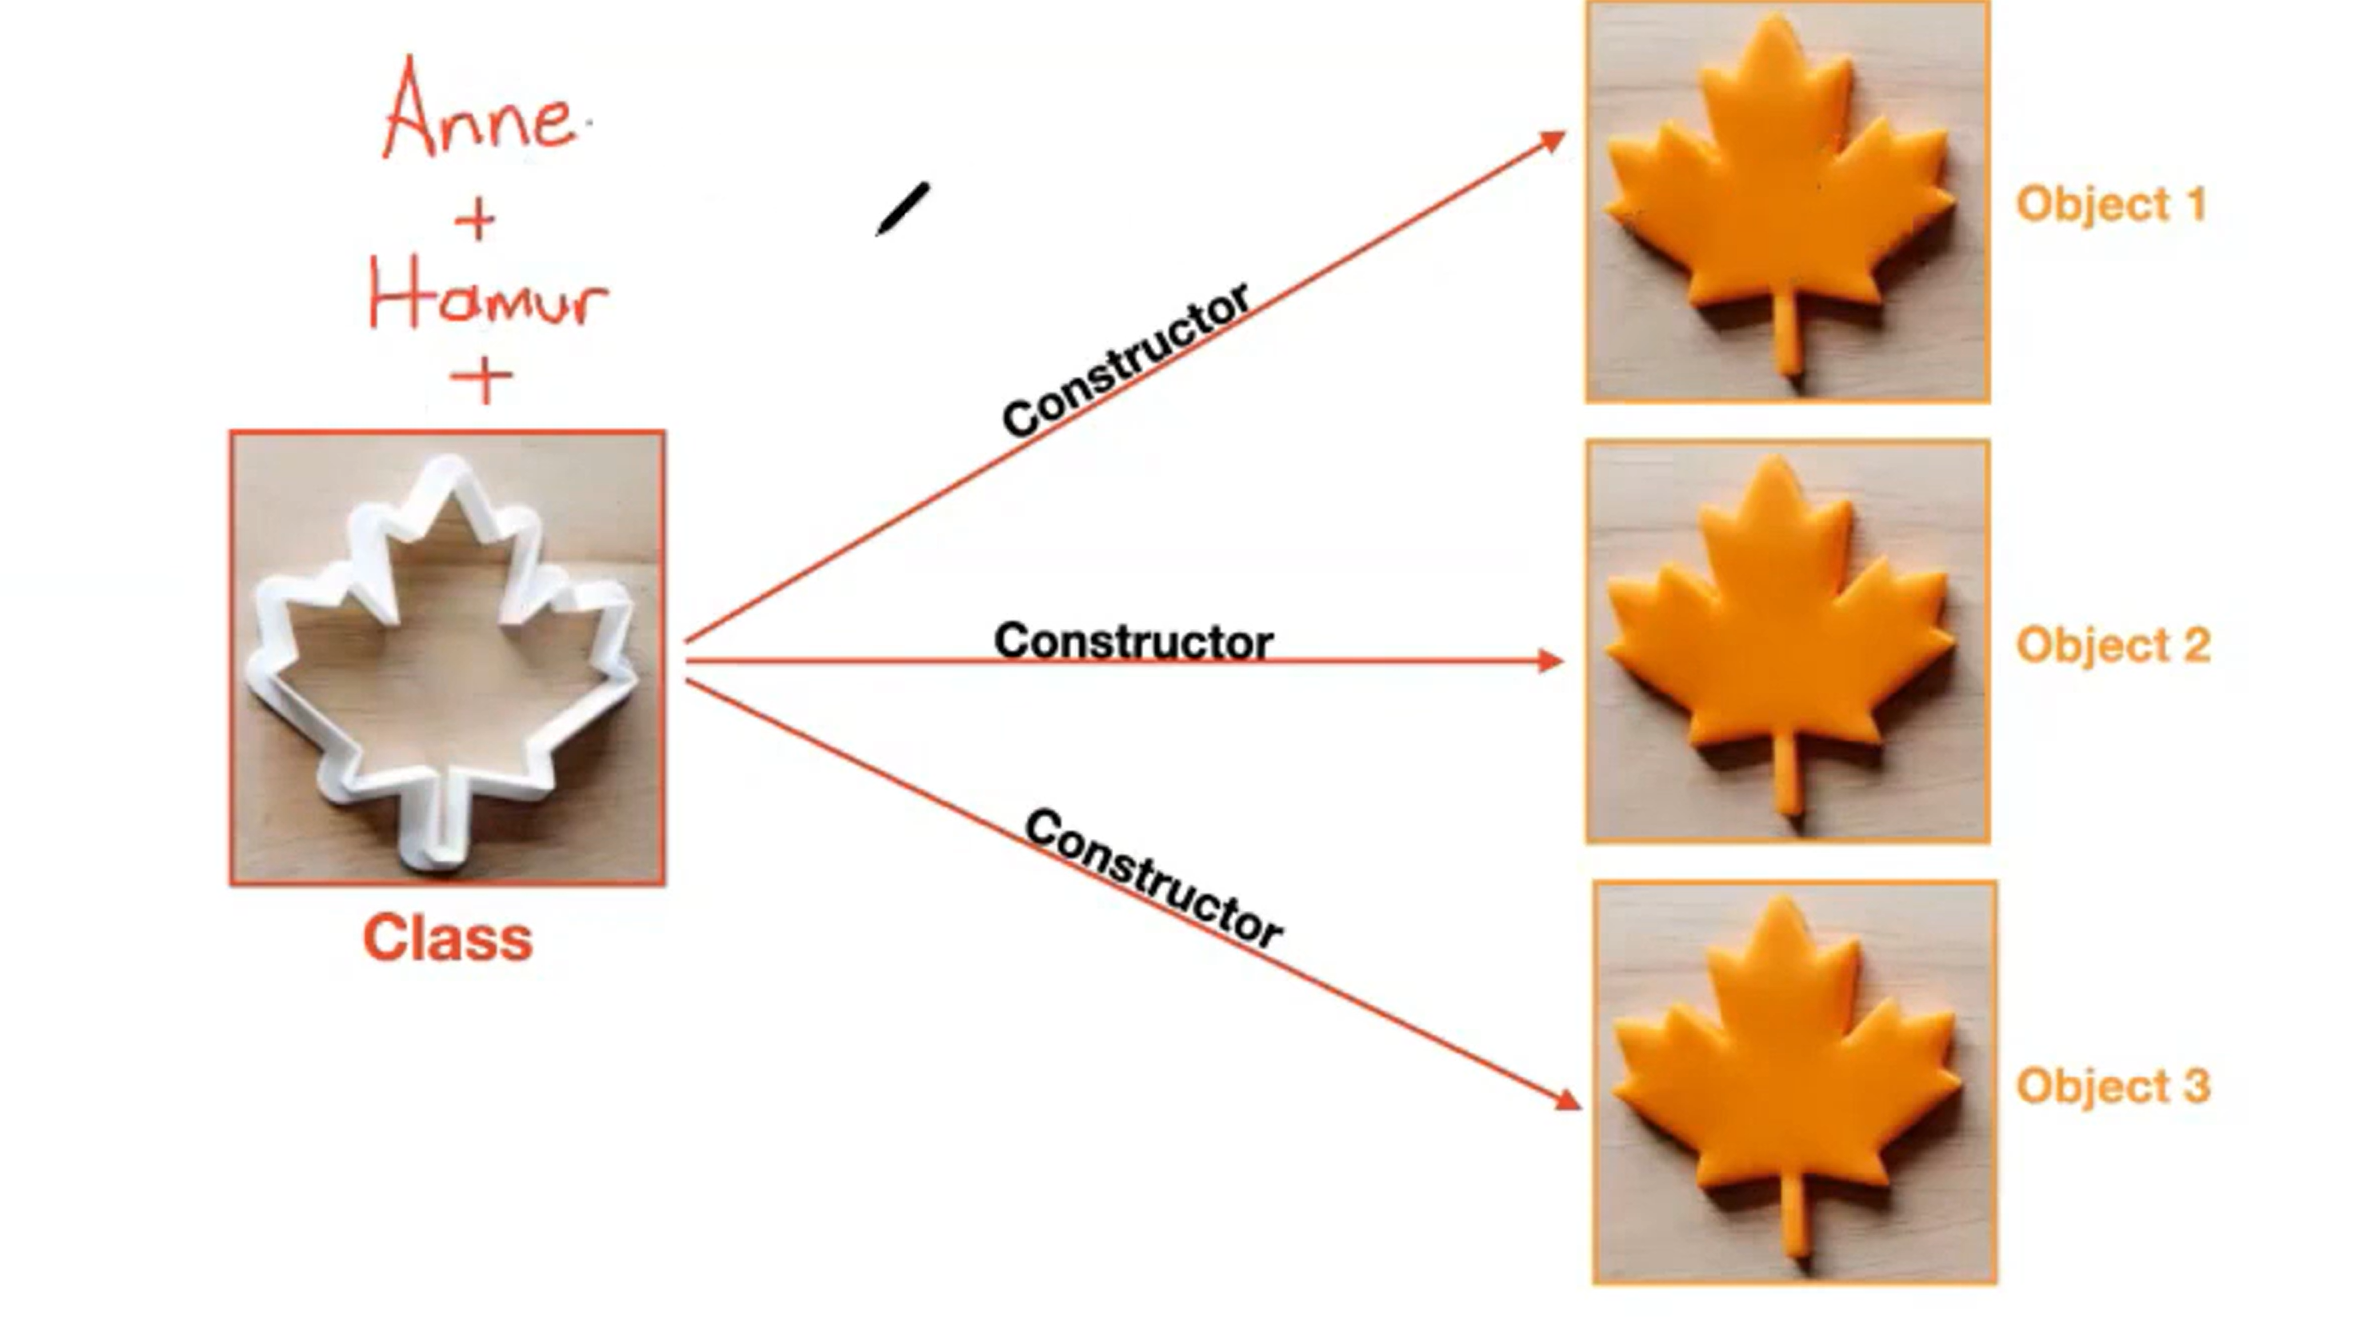 Anne
+
Hamur
+
Class
Constructor
Constructor
Constructor
Object 1
Object 2
Object 3